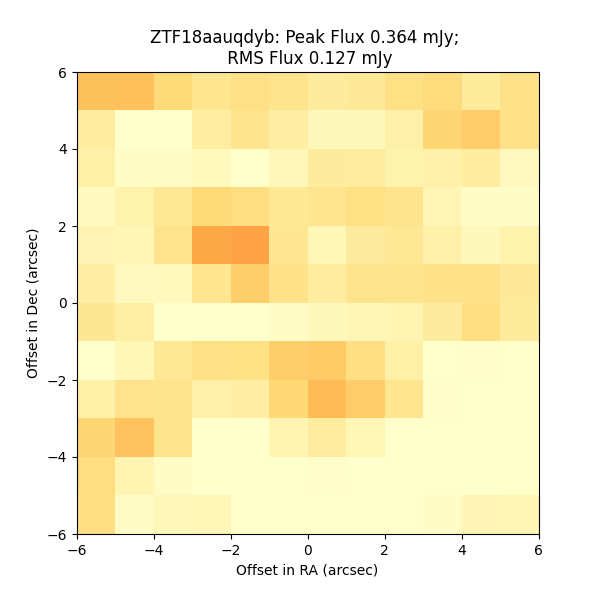 ZTF18aauqdyb: Peak Flux 0.364 mJy;
RMS Flux 0.127 mJy
6
4
2
0
−2
−4
−6
Offset in Dec (arcsec)
−6 −4 −2 0 2 4 6
Offset in RA (arcsec)